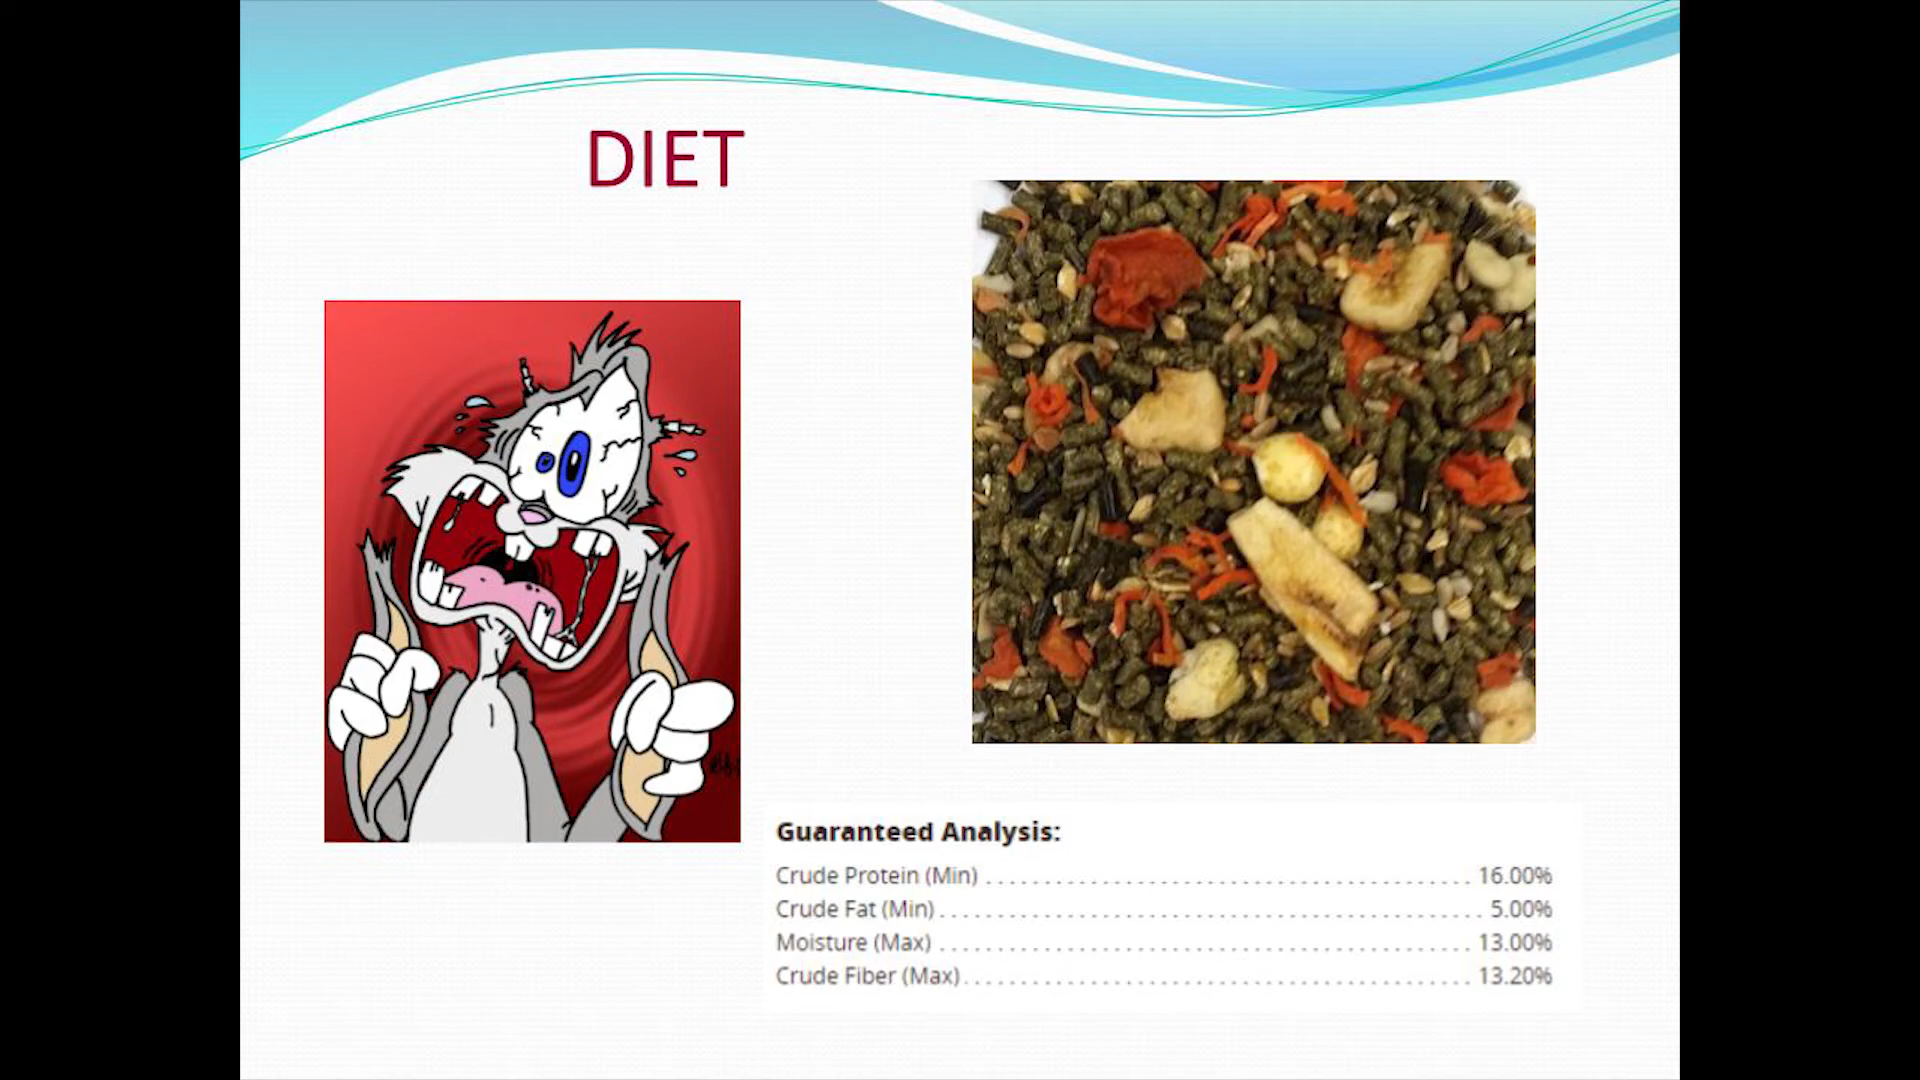 DIET
Guaranteed Analysis:
Crude Protein (Min) ........................................ 16.00%
Crude Fat (Min) ............................................ 5.00%
Moisture (Max) ............................................. 13.00%
Crude Fiber (Max) .......................................... 13.20%